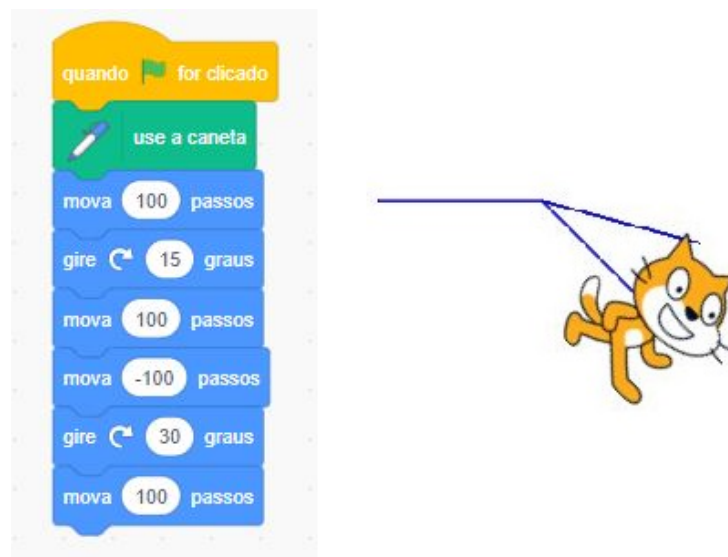 quando for clicado
use a caneta
mova 100 passos
gire 15 graus
mova 100 passos
mova -100 passos
gire 30 graus
mova 100 passos